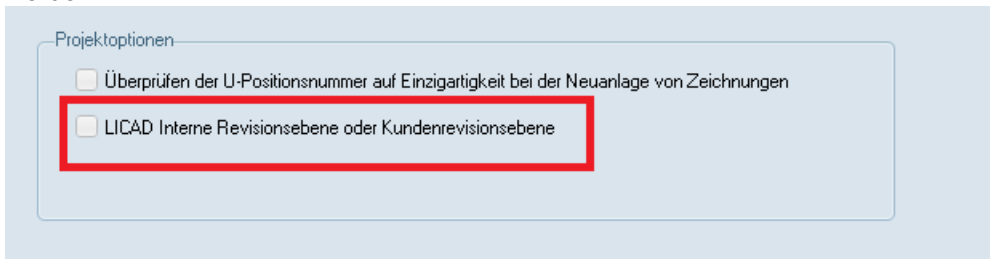 Projektoptionen
Überprüfen der U-Positionsnummer auf Einzigartigkeit bei der Neuanlage von Zeichnungen
LICAD Interne Revisionsebene oder Kundenrevisionsebene